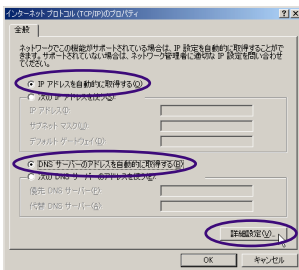 インターネット プロトコル (TCP/IP)のプロパティ
全般
ネットワークでこの機能がサポートされている場合は、IP 設定を自動的に取得することがで
きます。サポートされていない場合は、ネットワーク管理者に適切な IP 設定を問い合わせ
てください。
IP アドレスを自動的に取得する(O)
次の IP アドレスを使う(S):
IP アドレス(I):
サブネット マスク(U):
デフォルト ゲートウェイ(D):
DNS サーバーのアドレスを自動的に取得する(B)
次の DNS サーバーのアドレスを使う(E):
優先 DNS サーバー(P):
代替 DNS サーバー(A):
詳細設定(V)...
OK
キャンセル